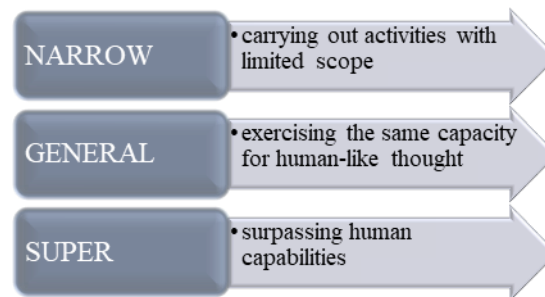 NARROW
• carrying out activities with
limited scope
GENERAL
• exercising the same capacity
for human-like thought
SUPER
• surpassing human
capabilities